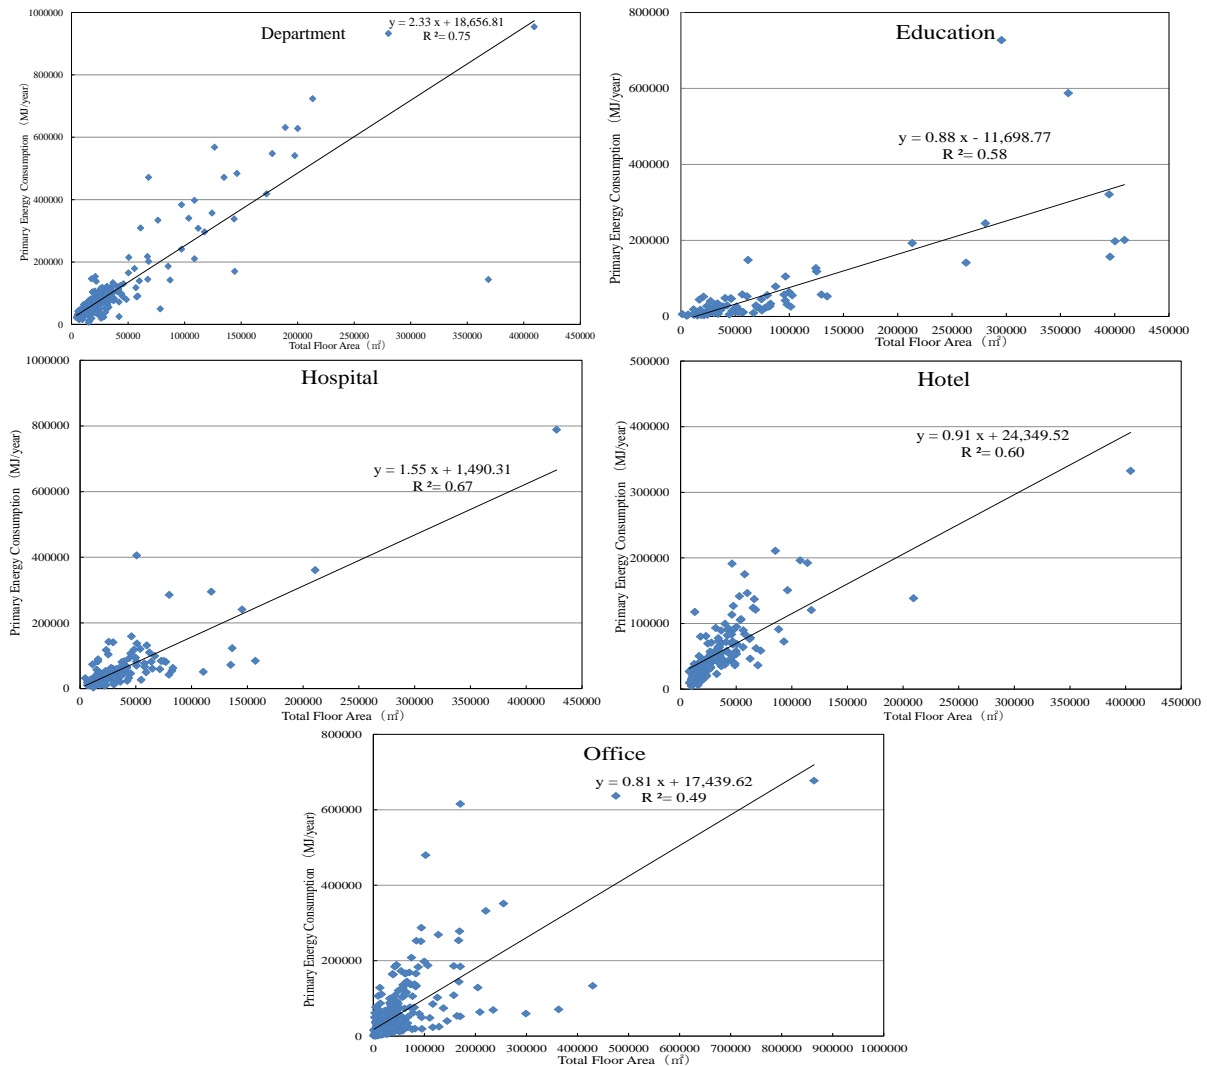 Department
y = 2.33 x + 18,656.81
R ²= 0.75
Primary Energy Consumption (MJ/year)
1000000
800000
600000
400000
200000
0
0 50000 100000 150000 200000 250000 300000 350000 400000 450000
Total Floor Area (㎡)
Education
y = 0.88 x - 11,698.77
R ²= 0.58
Primary Energy Consumption (MJ/year)
800000
600000
400000
200000
0
0 50000 100000 150000 200000 250000 300000 350000 400000 450000
Total Floor Area (㎡)
Hospital
y = 1.55 x + 1,490.31
R ²= 0.67
Primary Energy Consumption (MJ/year)
1000000
800000
600000
400000
200000
0
0 50000 100000 150000 200000 250000 300000 350000 400000 450000
Total Floor Area (㎡)
Hotel
y = 0.91 x + 24,349.52
R ²= 0.60
Primary Energy Consumption (MJ/year)
500000
400000
300000
200000
100000
0
0 50000 100000 150000 200000 250000 300000 350000 400000 450000
Total Floor Area (㎡)
Office
y = 0.81 x + 17,439.62
R ²= 0.49
Primary Energy Consumption (MJ/year)
800000
600000
400000
200000
0
0 100000 200000 300000 400000 500000 600000 700000 800000 900000 1000000
Total Floor Area (㎡)